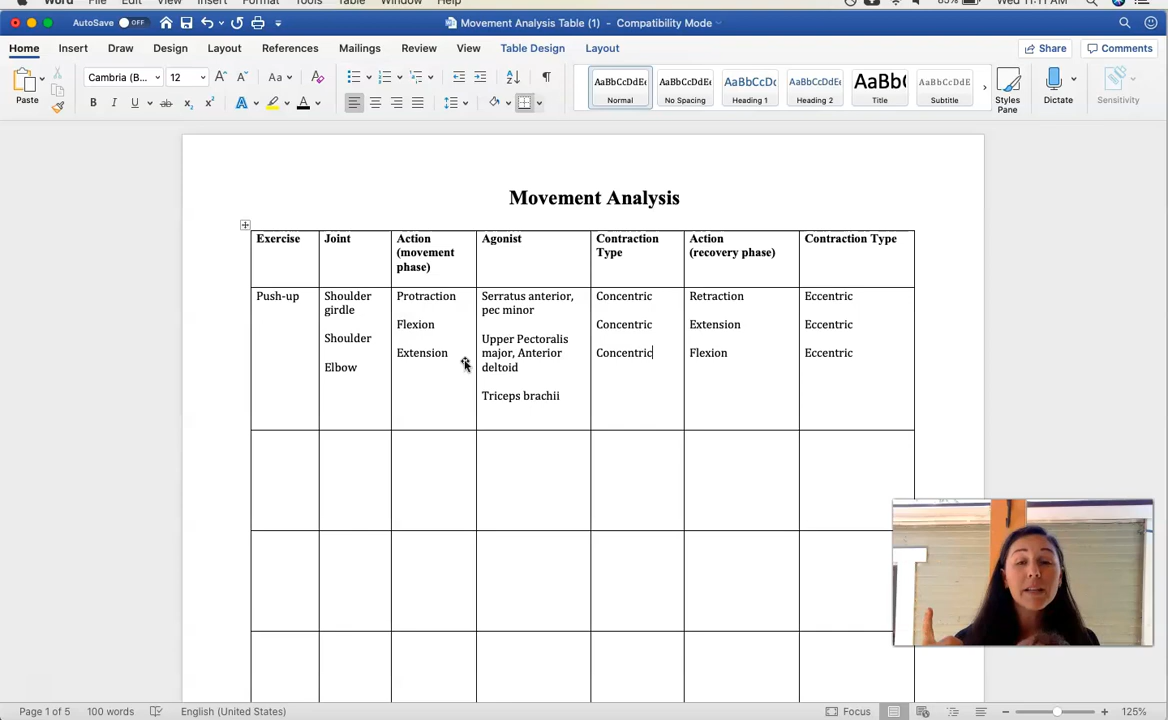 Word File Edit View Insert Format Tools Table Window Help 85% Wed 11:11 AM
AutoSave OFF Movement Analysis Table (1) - Compatibility Mode
Home Insert Draw Design Layout References Mailings Review View Table Design Layout Share Comments
Paste Cambria (B... 12 Aa
B I U ab x₂ x² A A
AaBbCcDdEe AaBbCcDdEe AaBbCcDc AaBbCcDdEe AaBb AaBbCcDdE
Normal No Spacing Heading 1 Heading 2 Title Subtitle
Styles Pane Dictate Sensitivity
Movement Analysis
Exercise Joint Action (movement phase) Agonist Contraction Type Action (recovery phase) Contraction Type
Push-up
Shoulder girdle
Shoulder
Elbow
Protraction
Flexion
Extension
Serratus anterior,
pec minor
Upper Pectoralis
major, Anterior
deltoid
Triceps brachii
Concentric
Concentric
Concentric
Retraction
Extension
Flexion
Eccentric
Eccentric
Eccentric
Page 1 of 5 100 words English (United States) Focus 125%